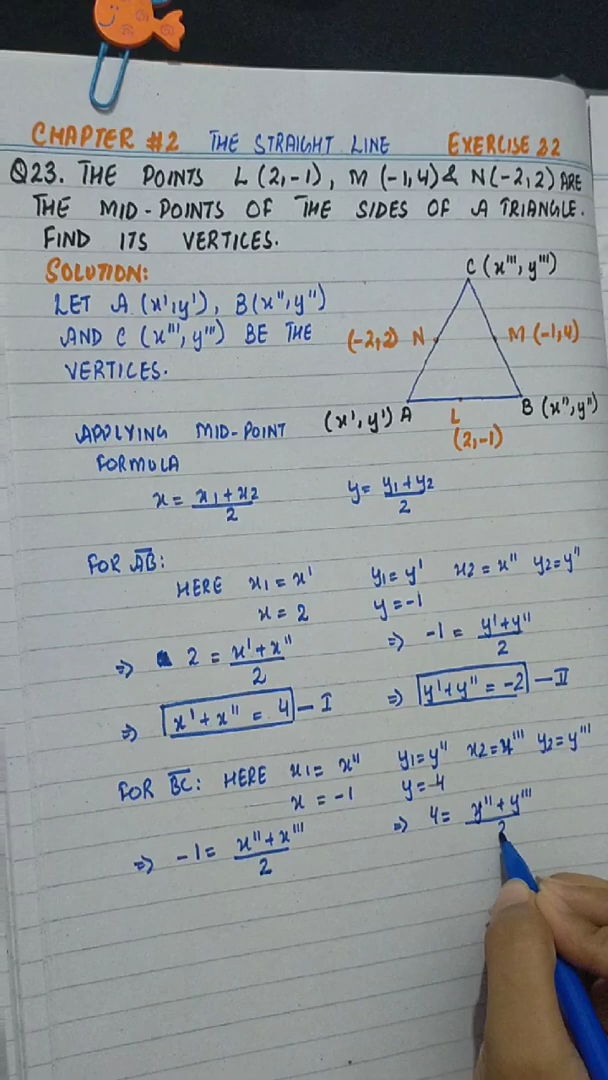 CHAPTER #2 THE STRAIGHT LINE EXERCISE 2.2
Q23. THE POINTS L (2,-1), M (-1,4) & N(-2,2) ARE
THE MID-POINTS OF THE SIDES OF A TRIANGLE.
FIND ITS VERTICES.
SOLUTION:
LET A (x',y'), B(x",y")
AND C (x''',y''') BE THE
VERTICES.
C (x''',y''')
(-2,2) N
M (-1,4)
(x',y') A
L
(2,-1)
B (x",y")
APPLYING MID-POINT
FORMULA
x = x1+x2/2 y = y1+y2/2
FOR AB:
HERE x1 = x' y1 = y' x2 = x" y2 = y"
x = 2 y = -1
⇒ 2 = x'+x"/2 ⇒ -1 = y'+y"/2
⇒ x'+x" = 4 — I ⇒ y'+y" = -2 — II
FOR BC: HERE x1 = x" y1 = y" x2 = x''' y2 = y'''
x = -1 y = -4
⇒ -1 = x"+x'''/2 ⇒ 4 = y"+y'''/2